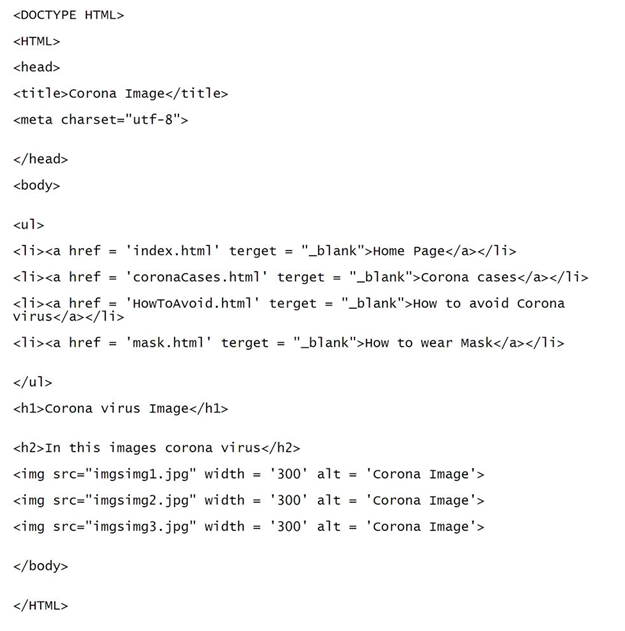 <DOCTYPE HTML>
<HTML>
<head>
<title>Corona Image</title>
<meta charset="utf-8">
</head>
<body>
<ul>
<li><a href = 'index.html' terget = "_blank">Home Page</a></li>
<li><a href = 'coronaCases.html' terget = "_blank">Corona cases</a></li>
<li><a href = 'HowToAvoid.html' terget = "_blank">How to avoid Corona
virus</a></li>
<li><a href = 'mask.html' terget = "_blank">How to wear Mask</a></li>
</ul>
<h1>Corona virus Image</h1>
<h2>In this images corona virus</h2>
<img src="imgsimg1.jpg" width = '300' alt = 'Corona Image'>
<img src="imgsimg2.jpg" width = '300' alt = 'Corona Image'>
<img src="imgsimg3.jpg" width = '300' alt = 'Corona Image'>
</body>
</HTML>